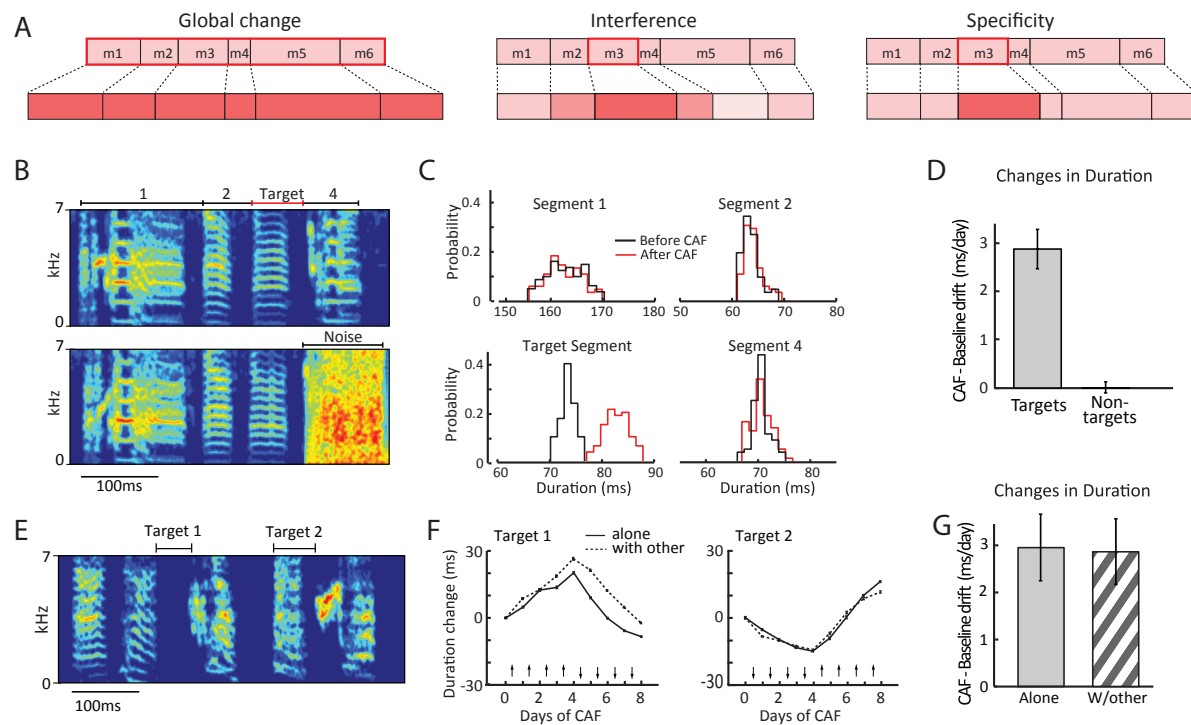 A
Global change
Interference
Specificity
m1 m2 m3 m4 m5 m6
m1 m2 m3 m4 m5 m6
m1 m2 m3 m4 m5 m6
B
1 2 Target 4
7
kHz
0
Noise
7
kHz
0
100ms
C
Segment 1
Segment 2
Before CAF
After CAF
Probability
0.4
0.2
0
150 160 170 180
50 60 70 80
Target Segment
Segment 4
Probability
0.4
0.2
0
60 70 80 90
60 70 80
Duration (ms)
Duration (ms)
D
Changes in Duration
CAF - Baseline drift (ms/day)
3
2
1
0
Targets
Non-
targets
E
Target 1
Target 2
7
kHz
0
100ms
F
Target 1
alone
with other
Target 2
Duration change (ms)
30
0
-30
0 2 4 6 8
Days of CAF
30
0
-30
0 2 4 6 8
Days of CAF
G
Changes in Duration
CAF - Baseline drift (ms/day)
3
2
1
0
Alone
W/other